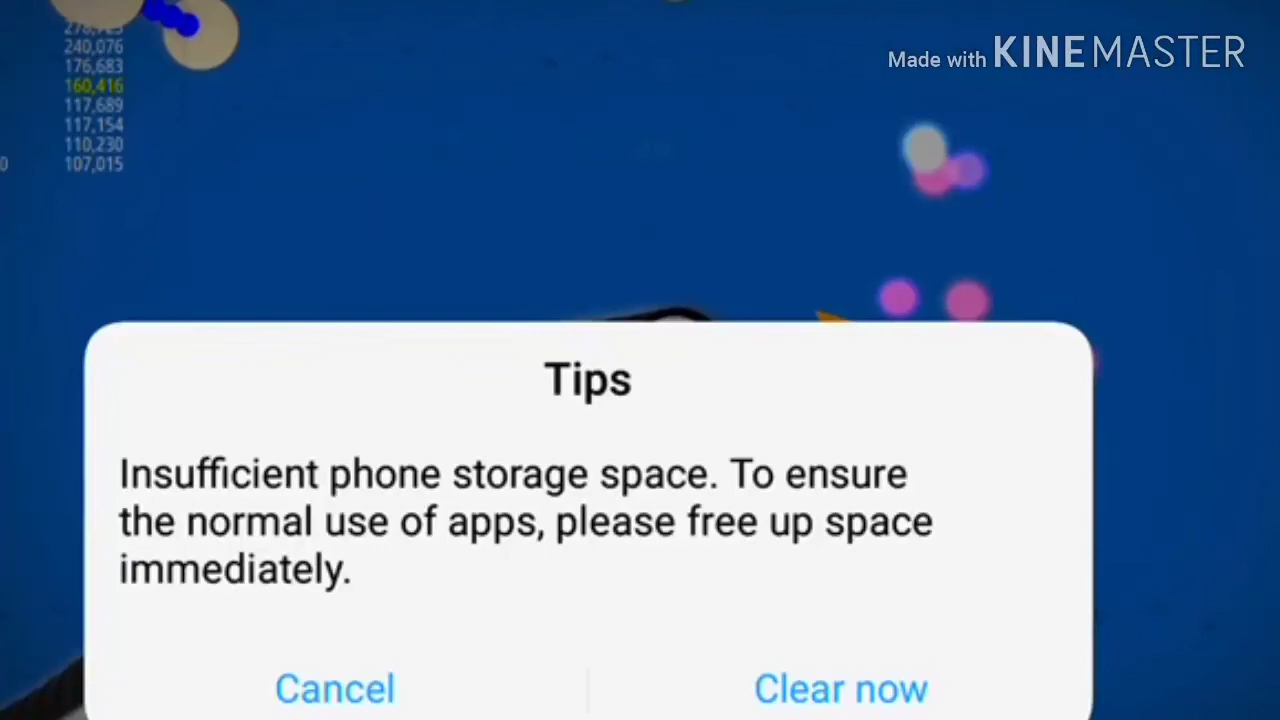 Made with KINEMASTER
240,076
176,683
160,416
117,689
117,154
110,230
107,015
Tips
Insufficient phone storage space. To ensure
the normal use of apps, please free up space
immediately.
Cancel
Clear now